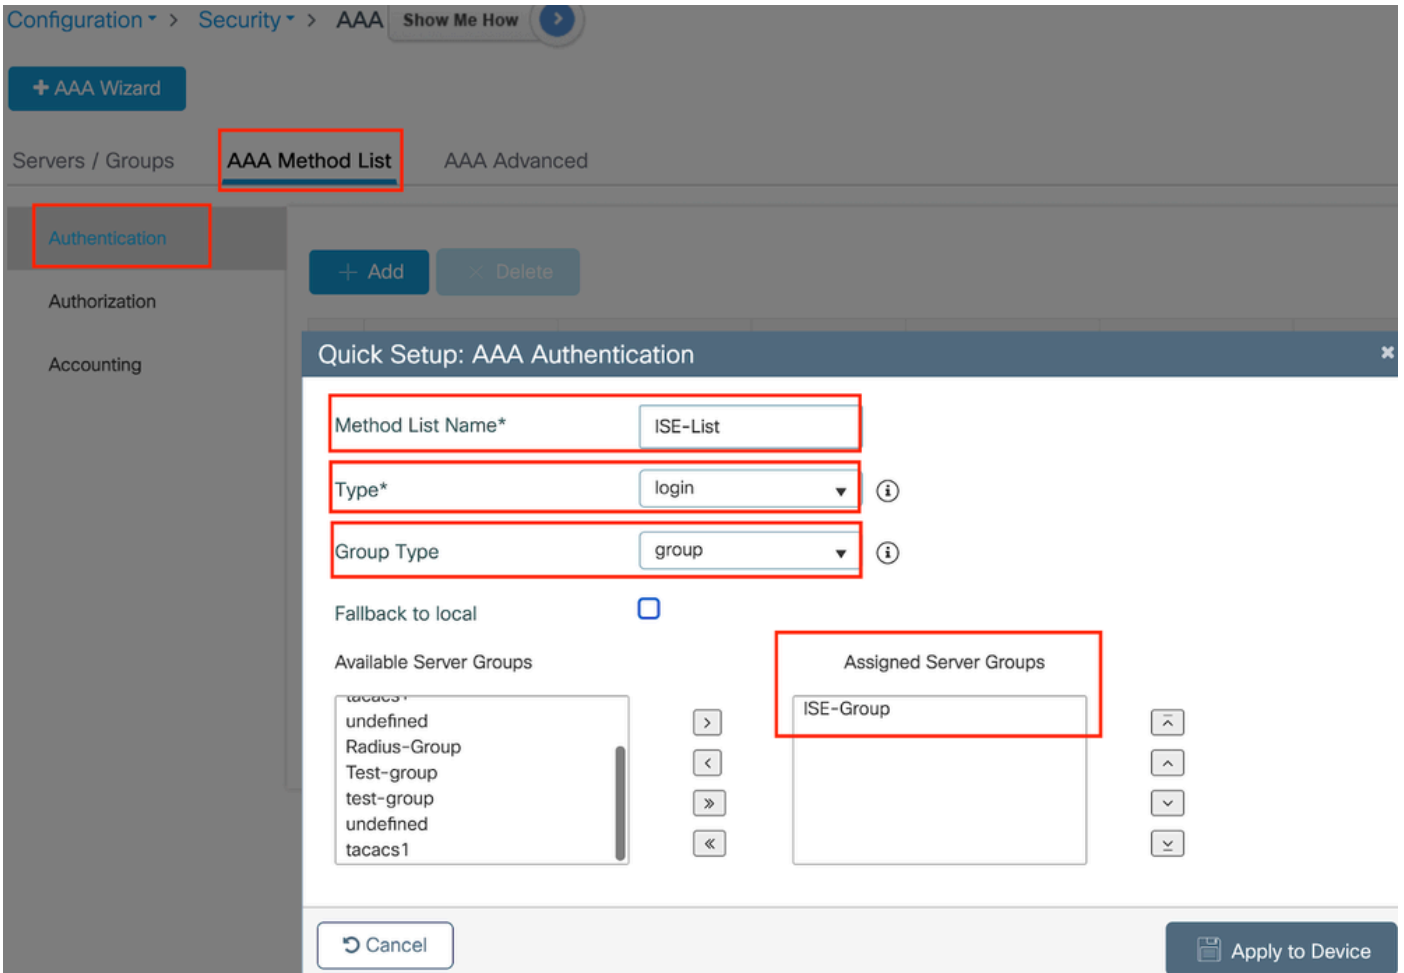 Configuration > Security > AAA Show Me How
+ AAA Wizard
Servers / Groups AAA Method List AAA Advanced
Authentication
Authorization
Accounting
+ Add × Delete
Quick Setup: AAA Authentication
Method List Name* ISE-List
Type* login
Group Type group
Fallback to local
Available Server Groups Assigned Server Groups
undefined ISE-Group
Radius-Group
Test-group
test-group
undefined
tacacs1
Cancel Apply to Device